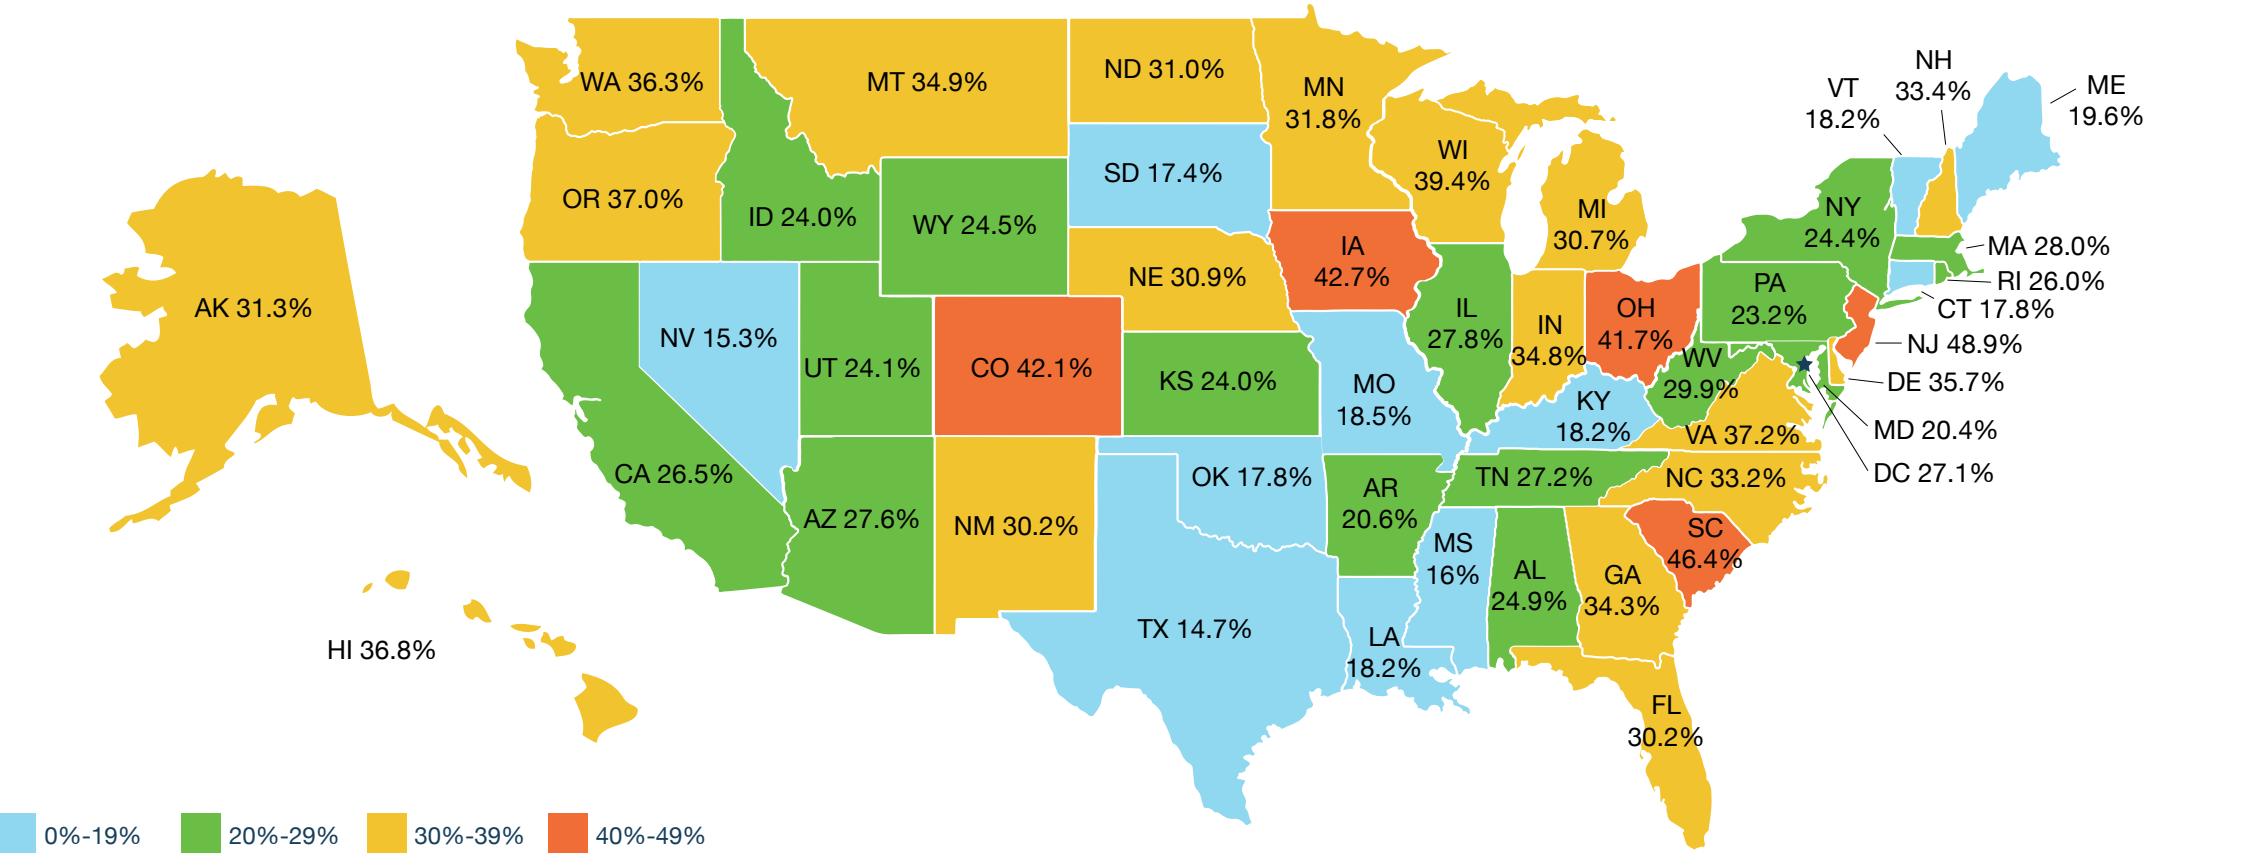 NH
33.4%
VT
18.2%
ME
19.6%
WA 36.3%
MT 34.9%
ND 31.0%
MN
31.8%
WI
39.4%
SD 17.4%
OR 37.0%
ID 24.0%
WY 24.5%
MI
30.7%
NY
24.4%
MA 28.0%
IA
42.7%
NE 30.9%
RI 26.0%
PA
23.2%
CT 17.8%
AK 31.3%
NV 15.3%
IL
27.8%
IN
34.8%
OH
41.7%
NJ 48.9%
UT 24.1%
CO 42.1%
KS 24.0%
MO
18.5%
WV
29.9%
DE 35.7%
KY
18.2%
VA 37.2%
MD 20.4%
DC 27.1%
CA 26.5%
OK 17.8%
TN 27.2%
NC 33.2%
AZ 27.6%
NM 30.2%
AR
20.6%
SC
46.4%
MS
16%
AL
24.9%
GA
34.3%
TX 14.7%
LA
18.2%
HI 36.8%
FL
30.2%
0%-19%
20%-29%
30%-39%
40%-49%